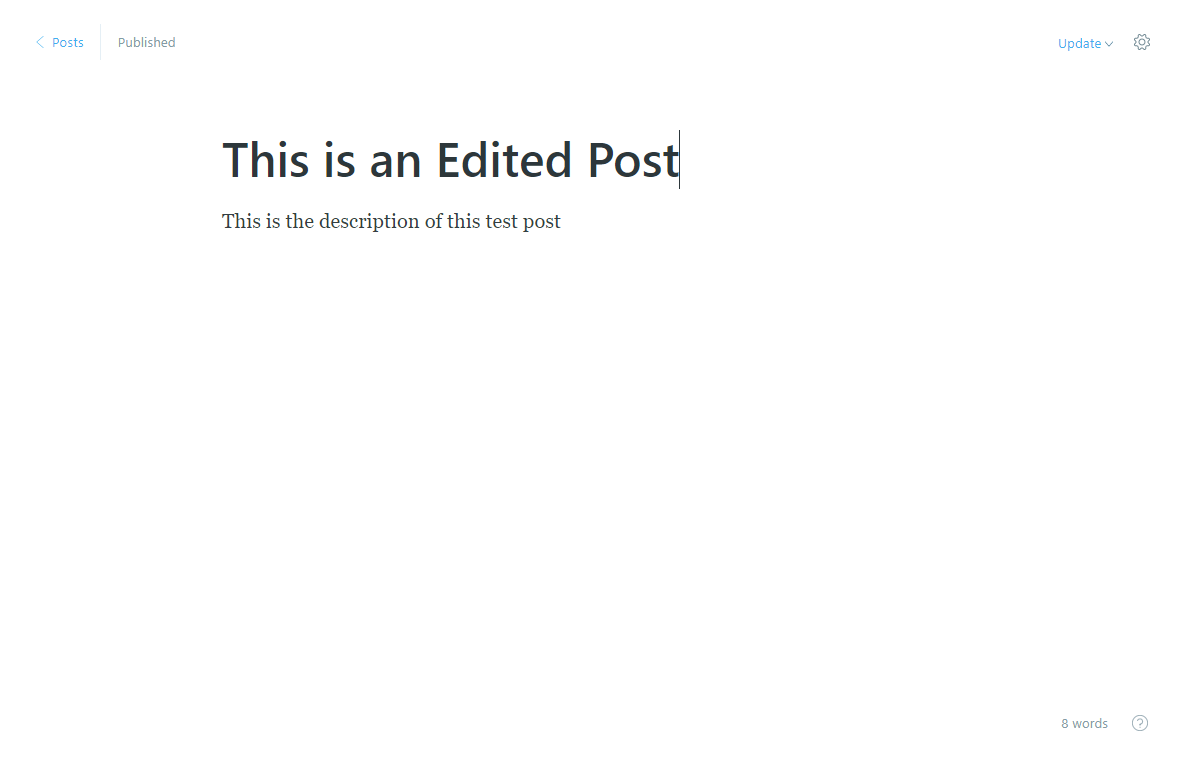 Posts
Published
Update
This is an Edited Post
This is the description of this test post
8 words
?